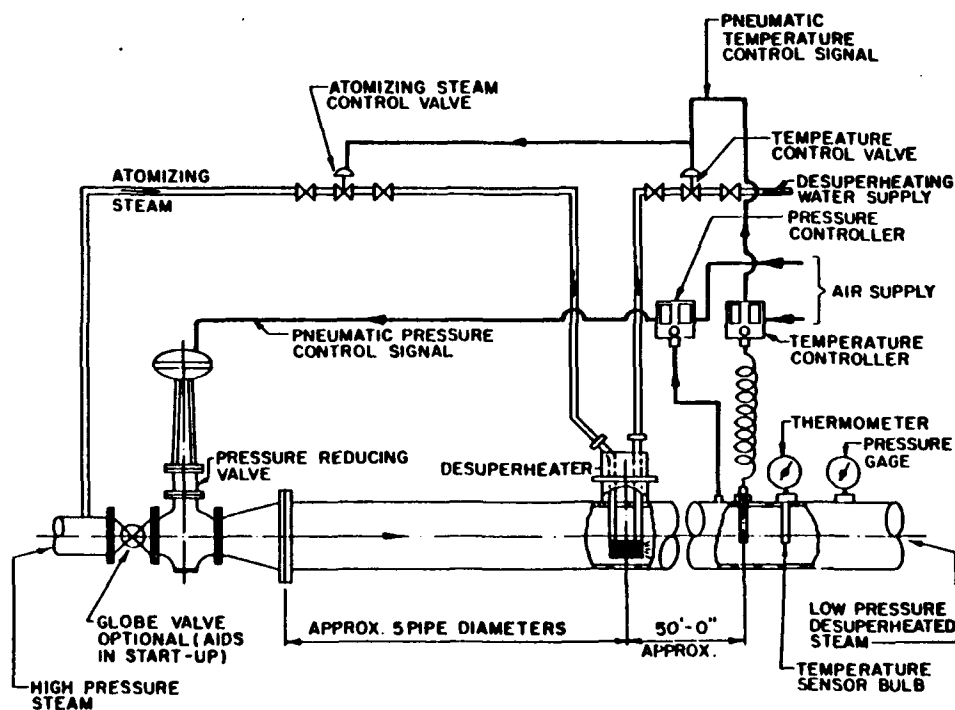 PNEUMATIC
TEMPERATURE
CONTROL SIGNAL
ATOMIZING STEAM
CONTROL VALVE
TEMPEATURE
CONTROL VALVE
ATOMIZING
STEAM
DESUPERHEATING
WATER SUPPLY
PRESSURE
CONTROLLER
AIR SUPPLY
PNEUMATIC PRESSURE
CONTROL SIGNAL
TEMPERATURE
CONTROLLER
THERMOMETER
PRESSURE
GAGE
PRESSURE REDUCING
VALVE
DESUPERHEATER
GLOBE VALVE
OPTIONAL (AIDS
IN START-UP)
APPROX. 5 PIPE DIAMETERS
50'-0"
APPROX.
LOW PRESSURE
DESUPERHEATED
STEAM
HIGH PRESSURE
STEAM
TEMPERATURE
SENSOR BULB